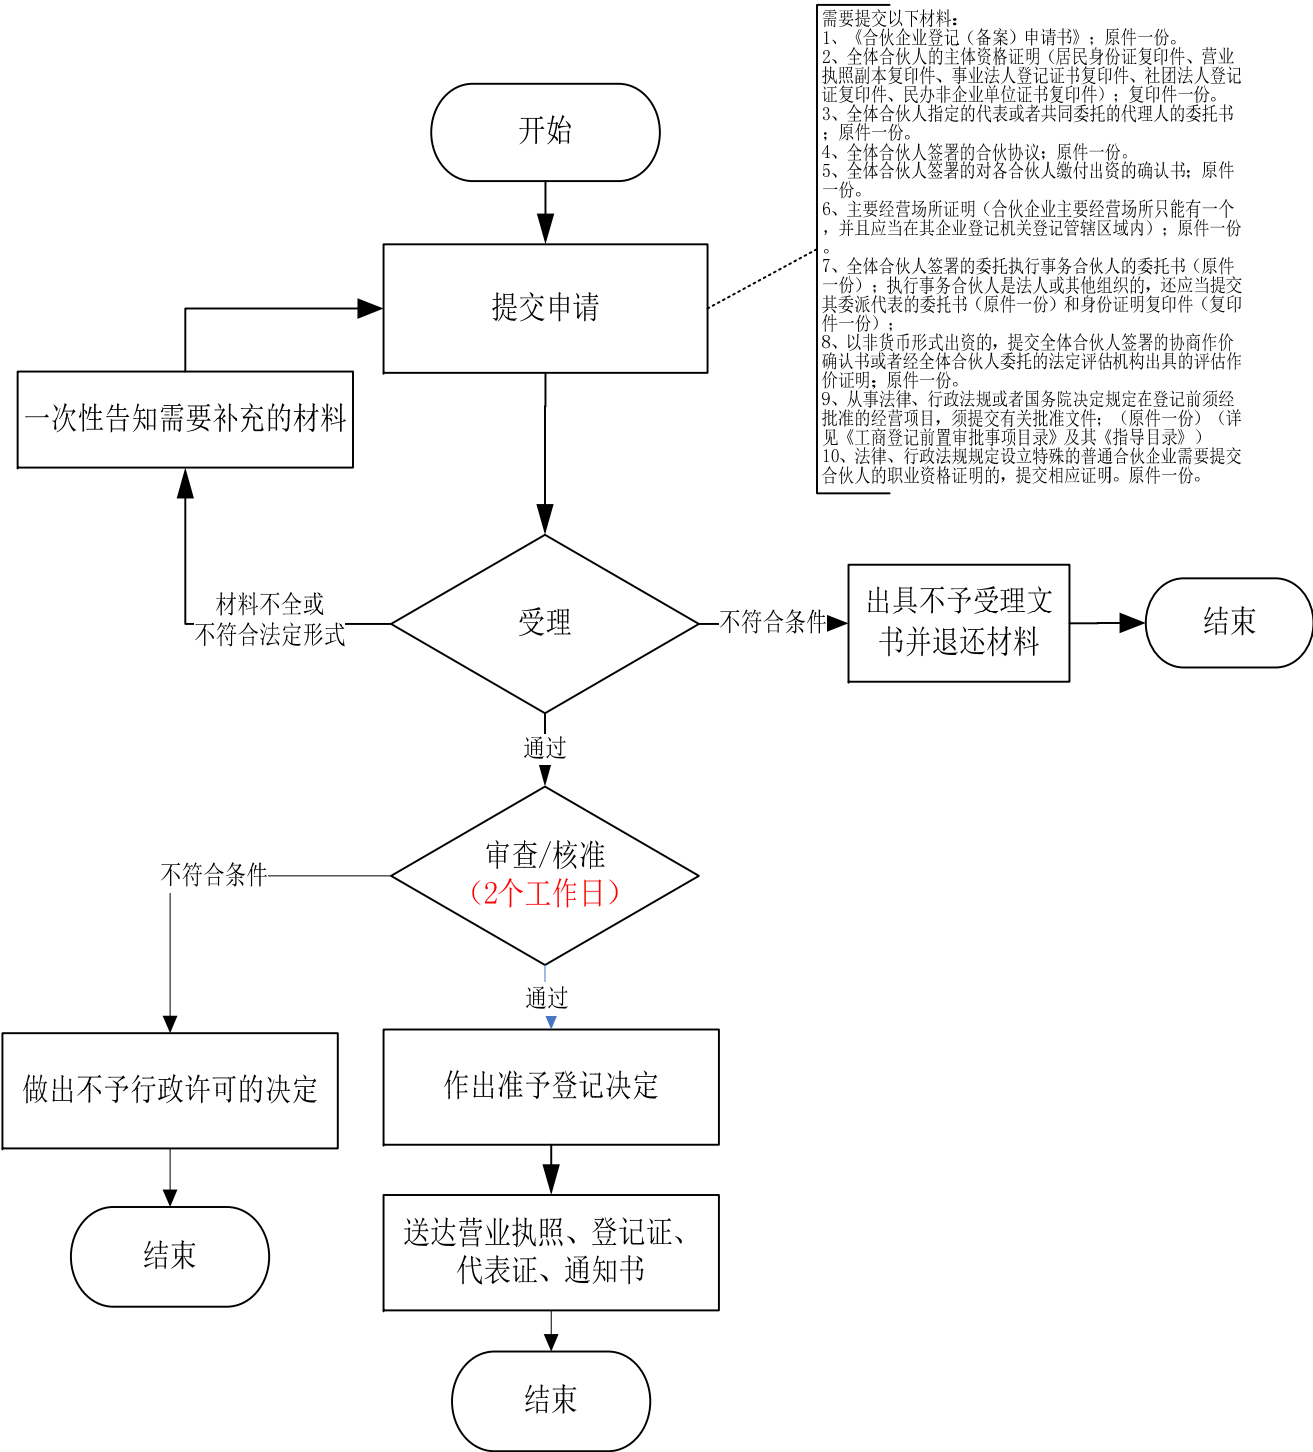 需要提交以下材料：
1、《合伙企业登记（备案）申请书》；原件一份。
2、全体合伙人的主体资格证明（居民身份证复印件、营业
执照副本复印件、事业法人登记证书复印件、社团法人登记
证复印件、民办非企业单位证书复印件）；复印件一份。
3、全体合伙人指定的代表或者共同委托的代理人的委托书
；原件一份。
4、全体合伙人签署的合伙协议；原件一份。
5、全体合伙人签署的对各合伙人缴付出资的确认书；原件
一份。
6、主要经营场所证明（合伙企业主要经营场所只能有一个
，并且应当在其企业登记机关登记管辖区域内）；原件一份
。
7、全体合伙人签署的委托执行事务合伙人的委托书（原件
一份）；执行事务合伙人是法人或其他组织的，还应当提交
其委派代表的委托书（原件一份）和身份证明复印件（复印
件一份）；
8、以非货币形式出资的，提交全体合伙人签署的协商作价
确认书或者经全体合伙人委托的法定评估机构出具的评估作
价证明；原件一份。
9、从事法律、行政法规或者国务院决定规定在登记前须经
批准的经营项目，须提交有关批准文件；（原件一份）（详
见《工商登记前置审批事项目录》及其《指导目录》）
10、法律、行政法规规定设立特殊的普通合伙企业需要提交
合伙人的职业资格证明的，提交相应证明。原件一份。
开始
提交申请
一次性告知需要补充的材料
材料不全或
不符合法定形式
受理
不符合条件
出具不予受理文
书并退还材料
结束
通过
审查/核准
（2个工作日）
不符合条件
通过
做出不予行政许可的决定
作出准予登记决定
结束
送达营业执照、登记证、
代表证、通知书
结束